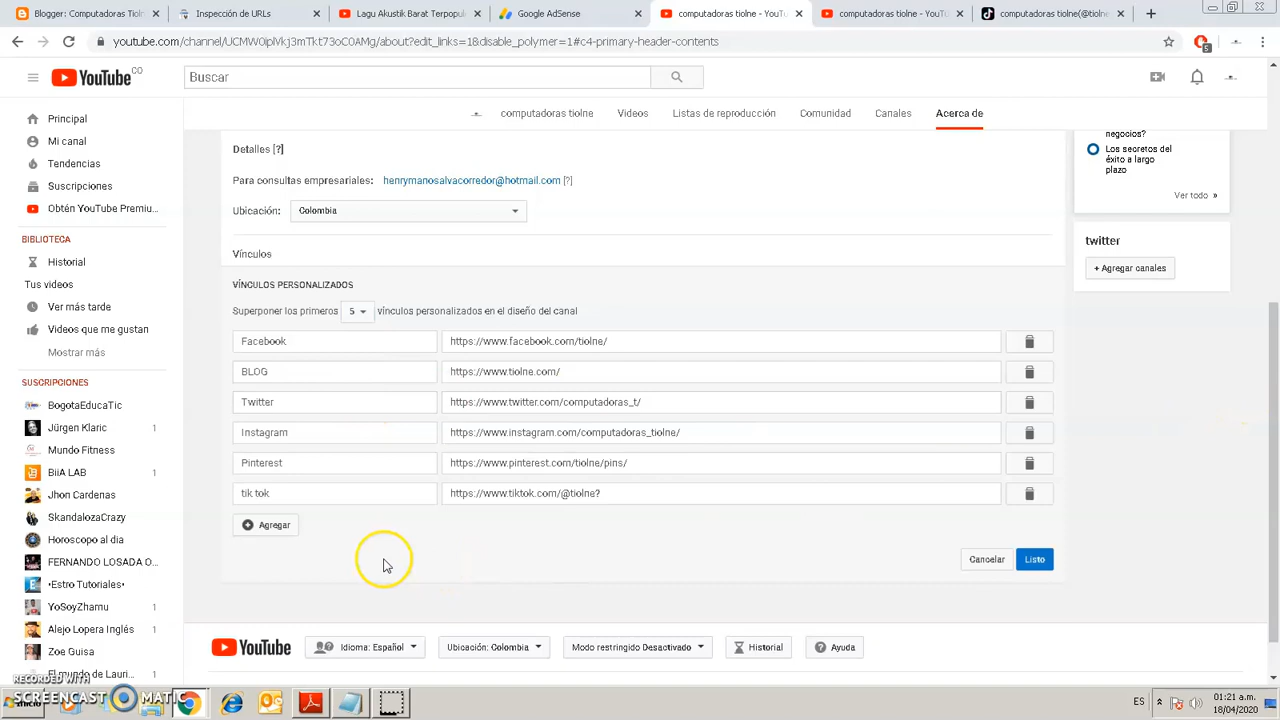 Blogger: Computadoras Tiolne
Inspección de URLs
Lagu Akustik Barat Terpopul
Google AdSense
computadoras tiolne - YouTu
computadoras tiolne - YouTu
computadoras tiolne(@tiolne
youtube.com/channel/UCMW0iplVkj3mTkt73oC0AMg/about?edit_links=1&disable_polymer=1#c4-primary-header-contents
YouTube CO
Buscar
computadoras tiolne Videos Listas de reproducción Comunidad Canales Acerca de
Principal
Mi canal
Tendencias
Suscripciones
Obtén YouTube Premiu...
BIBLIOTECA
Historial
Tus videos
Ver más tarde
Videos que me gustan
Mostrar más
SUSCRIPCIONES
BogotaEducaTic
Jürgen Klaric 1
Mundo Fitness
BiiA LAB 1
Jhon Cardenas
SkandalozaCrazy
Horoscopo al dia
FERNANDO LOSADA O...
•Estro Tutoriales•
YoSoyZhamu 1
Alejo Lopera Inglés 1
Zoe Guisa
El mundo de Lauri...
Detalles [?]
Para consultas empresariales: henrymanosalvacorredor@hotmail.com [?]
Ubicación: Colombia
Vínculos
VÍNCULOS PERSONALIZADOS
Superponer los primeros 5 vínculos personalizados en el diseño del canal
Facebook https://www.facebook.com/tiolne/
BLOG https://www.tiolne.com/
Twitter https://www.twitter.com/computadoras_t/
Instagram https://www.instagram.com/computadoras_tiolne/
Pinterest https://www.pinterest.com/tiolne/pins/
tik tok https://www.tiktok.com/@tiolne?
Agregar
Cancelar Listo
negocios?
Los secretos del
éxito a largo
plazo
Ver todo »
twitter
+ Agregar canales
YouTube Idioma: Español Ubicación: Colombia Modo restringido Desactivado Historial Ayuda
RECORDED WITH
SCREENCAST MATIC
Inicio
ES
01:21 a.m.
18/04/2020